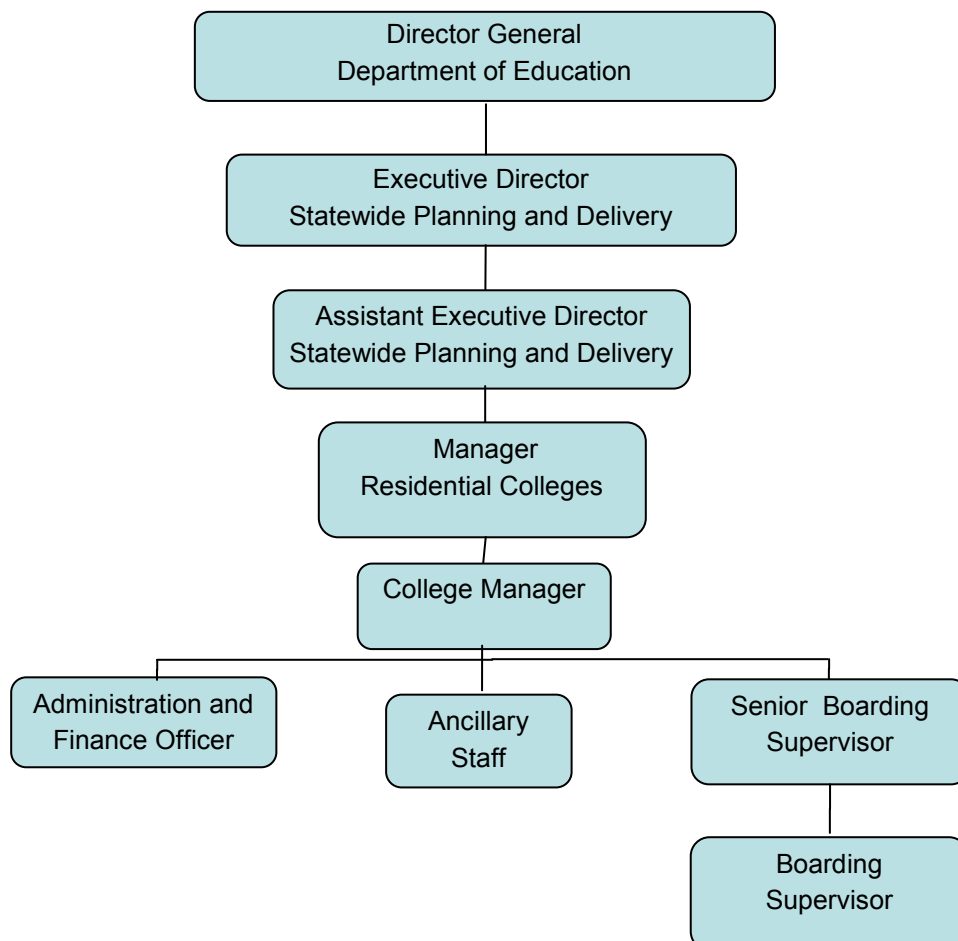 Director General
Department of Education
Executive Director
Statewide Planning and Delivery
Assistant Executive Director
Statewide Planning and Delivery
Manager
Residential Colleges
College Manager
Administration and
Finance Officer
Ancillary
Staff
Senior  Boarding
Supervisor
Boarding
Supervisor